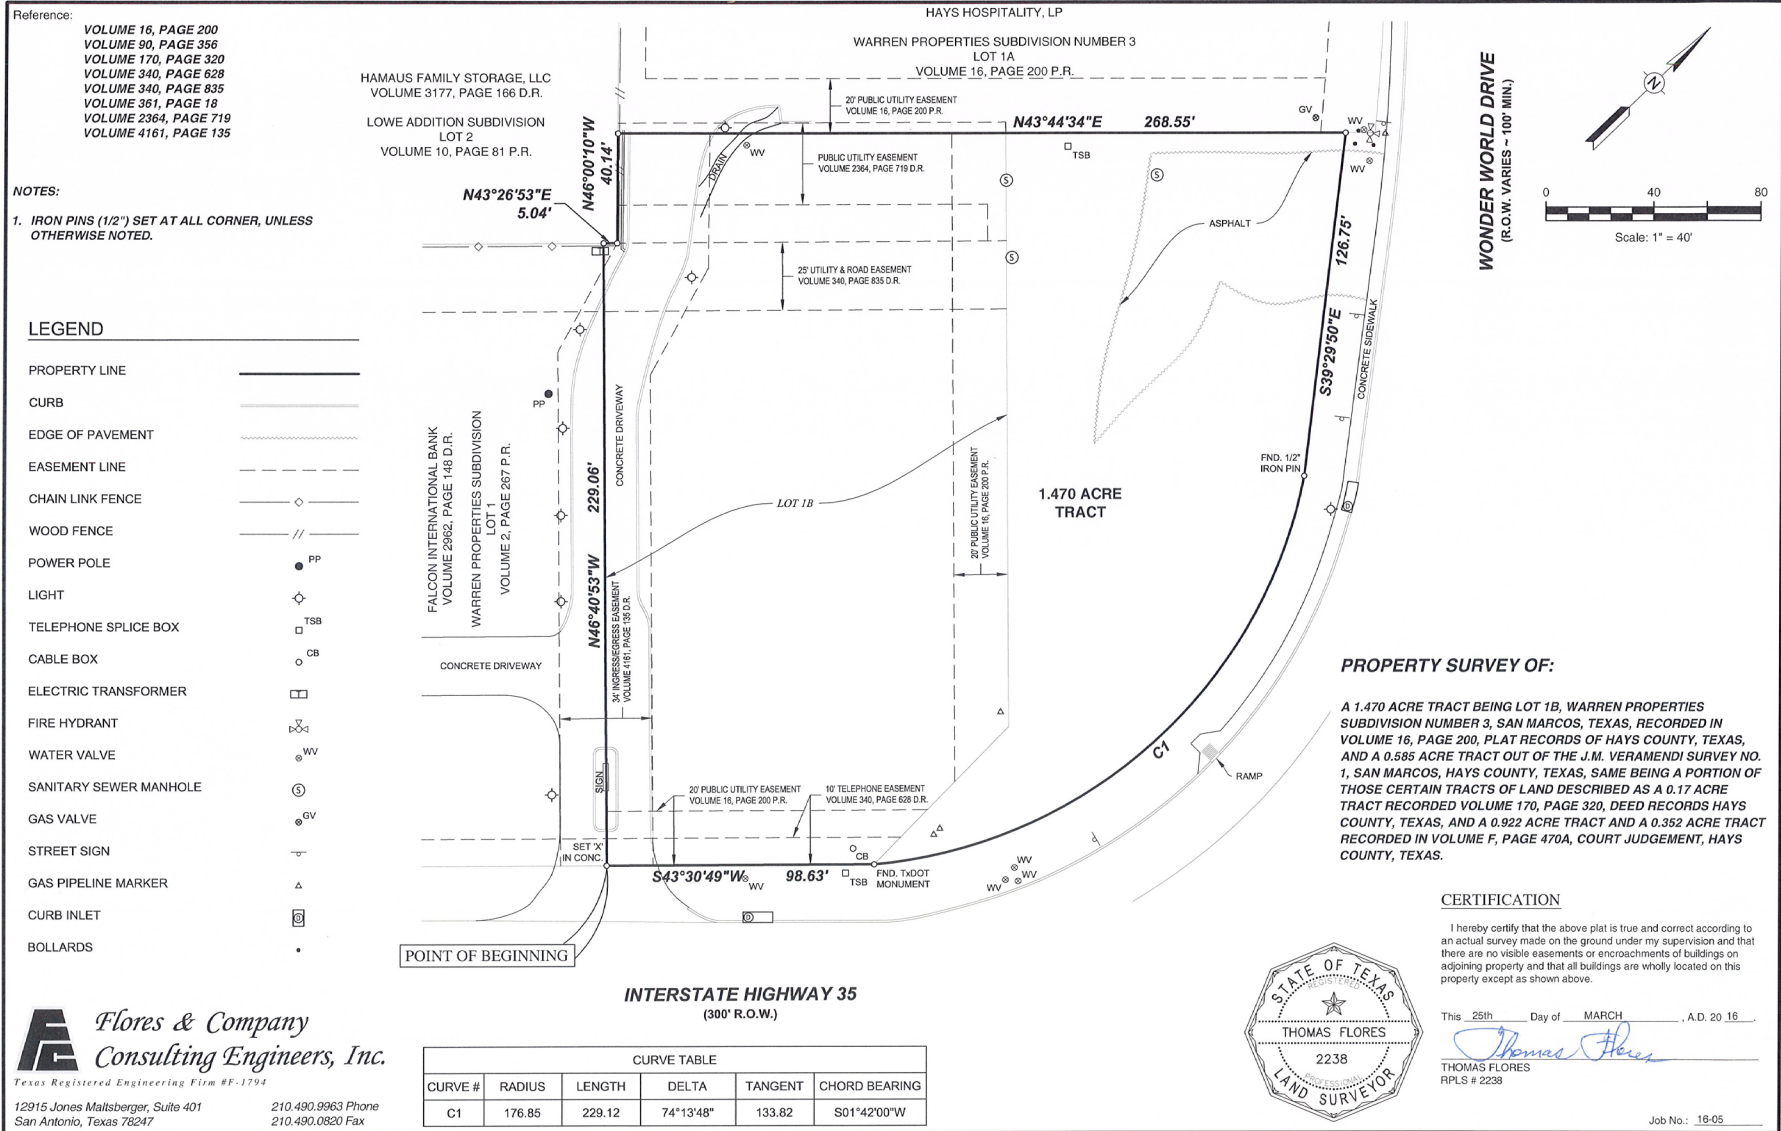 Reference:
VOLUME 16, PAGE 200
VOLUME 90, PAGE 356
VOLUME 170, PAGE 320
VOLUME 340, PAGE 628
VOLUME 340, PAGE 835
VOLUME 361, PAGE 18
VOLUME 2364, PAGE 719
VOLUME 4161, PAGE 135
NOTES:
1. IRON PINS (1/2") SET AT ALL CORNER, UNLESS
OTHERWISE NOTED.
LEGEND
PROPERTY LINE
CURB
EDGE OF PAVEMENT
EASEMENT LINE
CHAIN LINK FENCE
WOOD FENCE
POWER POLE
PP
LIGHT
TELEPHONE SPLICE BOX
TSB
CABLE BOX
CB
ELECTRIC TRANSFORMER
T
FIRE HYDRANT
WATER VALVE
WV
SANITARY SEWER MANHOLE
S
GAS VALVE
GV
STREET SIGN
GAS PIPELINE MARKER
CURB INLET
BOLLARDS
HAMAUS FAMILY STORAGE, LLC
VOLUME 3177, PAGE 166 D.R.
LOWE ADDITION SUBDIVISION
LOT 2
VOLUME 10, PAGE 81 P.R.
HAYS HOSPITALITY, LP
WARREN PROPERTIES SUBDIVISION NUMBER 3
LOT 1A
VOLUME 16, PAGE 200 P.R.
20' PUBLIC UTILITY EASEMENT
VOLUME 16, PAGE 200 P.R.
N43°44'34"E 268.55'
GV
WV
WV
N46°00'10"W
40.14'
N43°26'53"E
5.04'
DRAIN
WV
PUBLIC UTILITY EASEMENT
VOLUME 2364, PAGE 719 D.R.
TSB
S
S
S
ASPHALT
25' UTILITY & ROAD EASEMENT
VOLUME 340, PAGE 835 D.R.
126.75'
S39°29'50"E
CONCRETE SIDEWALK
WONDER WORLD DRIVE
(R.O.W. VARIES ~ 100' MIN.)
N
0 40 80
Scale: 1" = 40'
PP
CONCRETE DRIVEWAY
FALCON INTERNATIONAL BANK
VOLUME 2962, PAGE 148 D.R.
WARREN PROPERTIES SUBDIVISION
LOT 1
VOLUME 2, PAGE 267 P.R.
229.06'
N46°40'53"W
34' INGRESS/EGRESS EASEMENT
VOLUME 4161, PAGE 135 D.R.
LOT 1B
20' PUBLIC UTILITY EASEMENT
VOLUME 16, PAGE 200 P.R.
1.470 ACRE
TRACT
FND. 1/2"
IRON PIN
CONCRETE DRIVEWAY
SIGN
20' PUBLIC UTILITY EASEMENT
VOLUME 16, PAGE 200 P.R.
10' TELEPHONE EASEMENT
VOLUME 340, PAGE 628 D.R.
C1
RAMP
SET 'X'
IN CONC.
S43°30'49"W 98.63'
WV
CB
TSB
FND. TxDOT
MONUMENT
WV
WV
WV
POINT OF BEGINNING
INTERSTATE HIGHWAY 35
(300' R.O.W.)
PROPERTY SURVEY OF:
A 1.470 ACRE TRACT BEING LOT 1B, WARREN PROPERTIES
SUBDIVISION NUMBER 3, SAN MARCOS, TEXAS, RECORDED IN
VOLUME 16, PAGE 200, PLAT RECORDS OF HAYS COUNTY, TEXAS,
AND A 0.585 ACRE TRACT OUT OF THE J.M. VERAMENDI SURVEY NO.
1, SAN MARCOS, HAYS COUNTY, TEXAS, SAME BEING A PORTION OF
THOSE CERTAIN TRACTS OF LAND DESCRIBED AS A 0.17 ACRE
TRACT RECORDED VOLUME 170, PAGE 320, DEED RECORDS HAYS
COUNTY, TEXAS, AND A 0.922 ACRE TRACT AND A 0.352 ACRE TRACT
RECORDED IN VOLUME F, PAGE 470A, COURT JUDGEMENT, HAYS
COUNTY, TEXAS.
CERTIFICATION
I hereby certify that the above plat is true and correct according to
an actual survey made on the ground under my supervision and that
there are no visible easements or encroachments of buildings on
adjoining property and that all buildings are wholly located on this
property except as shown above.
This 25th Day of MARCH , A.D. 20 16 .
Thomas Flores
THOMAS FLORES
RPLS # 2238
STATE OF TEXAS
REGISTERED
THOMAS FLORES
2238
PROFESSIONAL
LAND SURVEYOR
Job No.: 16-05
CURVE TABLE
CURVE # RADIUS LENGTH DELTA TANGENT CHORD BEARING
C1 176.85 229.12 74°13'48" 133.82 S01°42'00"W
Flores & Company
Consulting Engineers, Inc.
Texas Registered Engineering Firm #F-1794
12915 Jones Maltsberger, Suite 401 210.490.9963 Phone
San Antonio, Texas 78247 210.490.0820 Fax